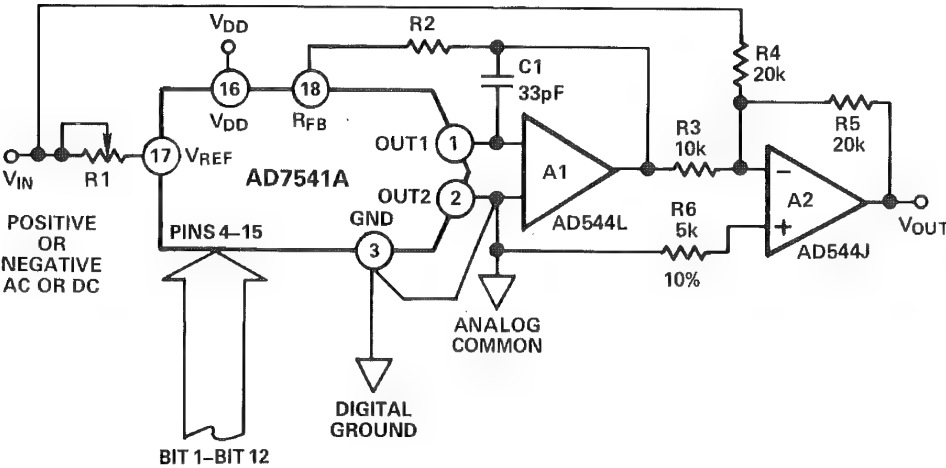 VDD
R2
R4
20k
16
18
C1
33pF
VDD
RFB
R5
20k
OUT1
1
R3
10k
17
VREF
VIN
R1
AD7541A
A1
−
A2
+
VOUT
OUT2
2
AD544L
R6
5k
10%
AD544J
POSITIVE
OR
NEGATIVE
AC OR DC
PINS 4–15
GND
3
ANALOG
COMMON
DIGITAL
GROUND
BIT 1–BIT 12